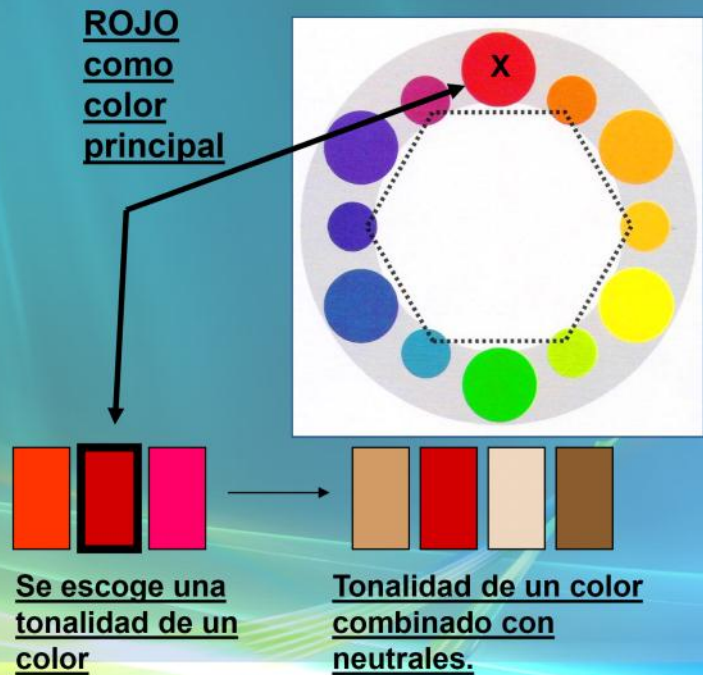 ROJO
como
color
principal
X
Se escoge una
tonalidad de un
color
Tonalidad de un color
combinado con
neutrales.